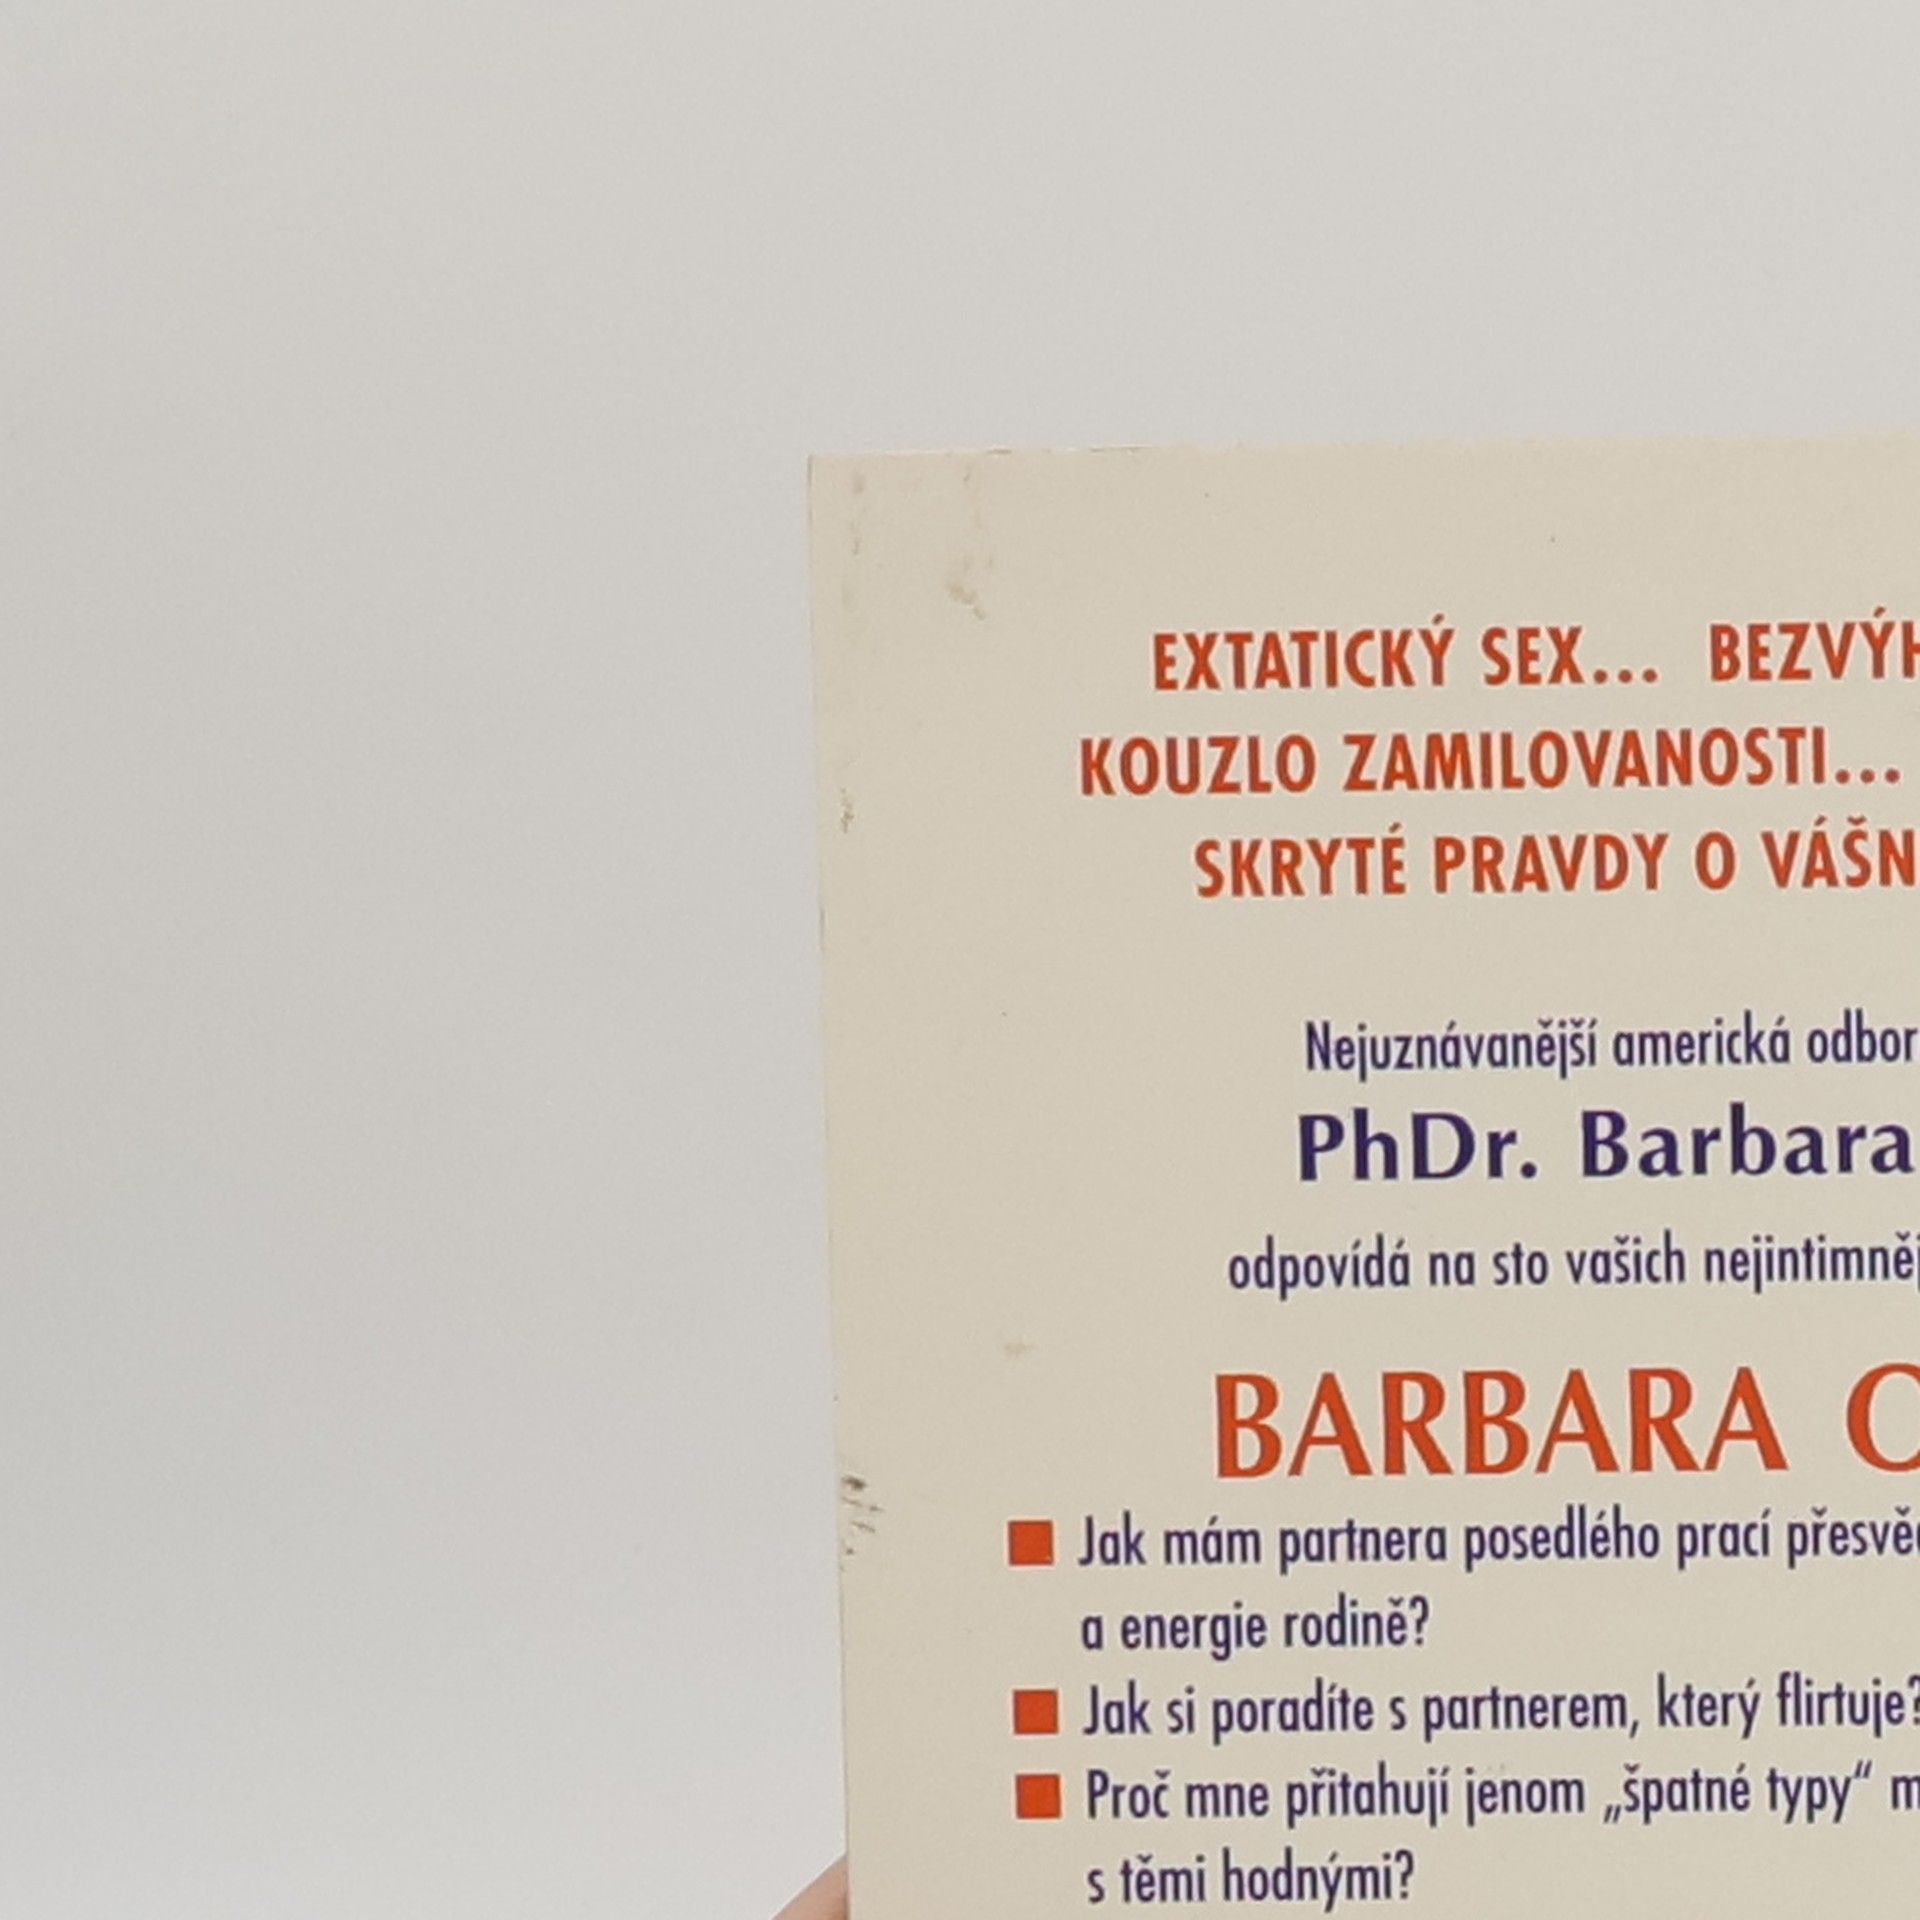 EXTATICKÝ SEX... BEZVÝH
KOUZLO ZAMILOVANOSTI...
SKRYTÉ PRAVDY O VÁŠN
Nejuznávanější americká odbor
PhDr. Barbara
odpovídá na sto vašich nejintimněj
BARBARA O
■ Jak mám partnera posedlého prací přesvěd
a energie rodině?
■ Jak si poradíte s partnerem, který flirtuje?
■ Proč mne přitahují jenom „špatné typy“ m
s těmi hodnými?